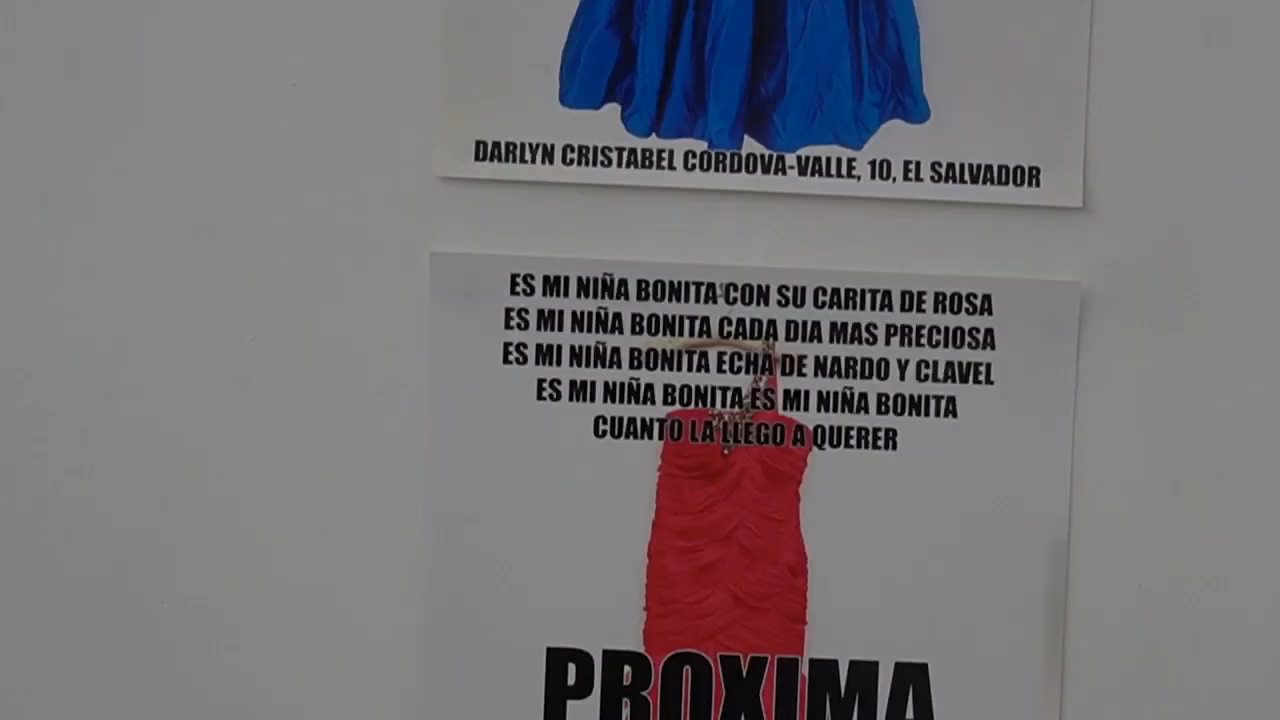 DARLYN CRISTABEL CORDOVA-VALLE, 10, EL SALVADOR
ES MI NIÑA BONITA CON SU CARITA DE ROSA
ES MI NIÑA BONITA CADA DIA MAS PRECIOSA
ES MI NIÑA BONITA ECHA DE NARDO Y CLAVEL
ES MI NIÑA BONITA ES MI NIÑA BONITA
CUANTO LA LLEGO A QUERER
PROXIMA